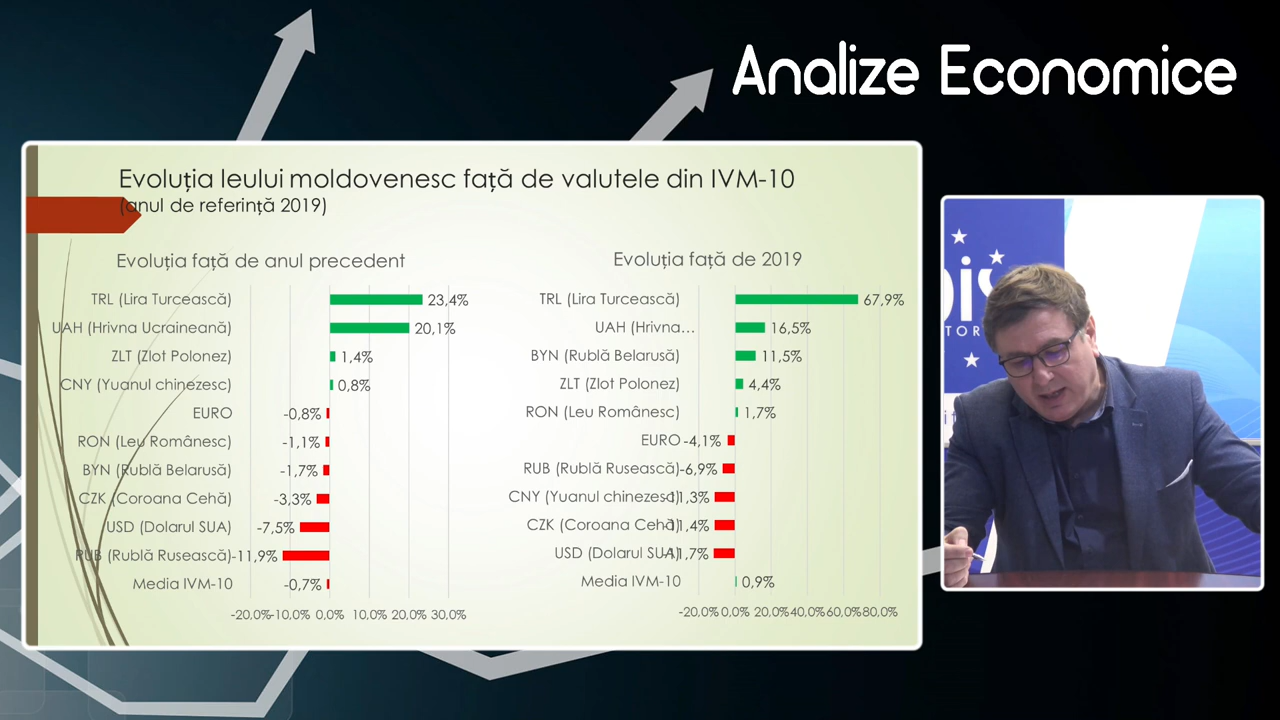 Analize Economice
Evoluția leului moldovenesc față de valutele din IVM-10
(anul de referință 2019)
Evoluția față de anul precedent
TRL (Lira Turcească) 23,4%
UAH (Hrivna Ucraineană) 20,1%
ZLT (Zlot Polonez) 1,4%
CNY (Yuanul chinezesc) 0,8%
EURO -0,8%
RON (Leu Românesc) -1,1%
BYN (Rublă Belarusă) -1,7%
CZK (Coroana Cehă) -3,3%
USD (Dolarul SUA) -7,5%
RUB (Rublă Rusească) -11,9%
Media IVM-10 -0,7%
-20,0% -10,0% 0,0% 10,0% 20,0% 30,0%
Evoluția față de 2019
TRL (Lira Turcească) 67,9%
UAH (Hrivna... 16,5%
BYN (Rublă Belarusă) 11,5%
ZLT (Zlot Polonez) 4,4%
RON (Leu Românesc) 1,7%
EURO -4,1%
RUB (Rublă Rusească) -6,9%
CNY (Yuanul chinezesc) -11,3%
CZK (Coroana Cehă) -11,4%
USD (Dolarul SUA) -11,7%
Media IVM-10 0,9%
-20,0% 0,0% 20,0% 40,0% 60,0% 80,0%